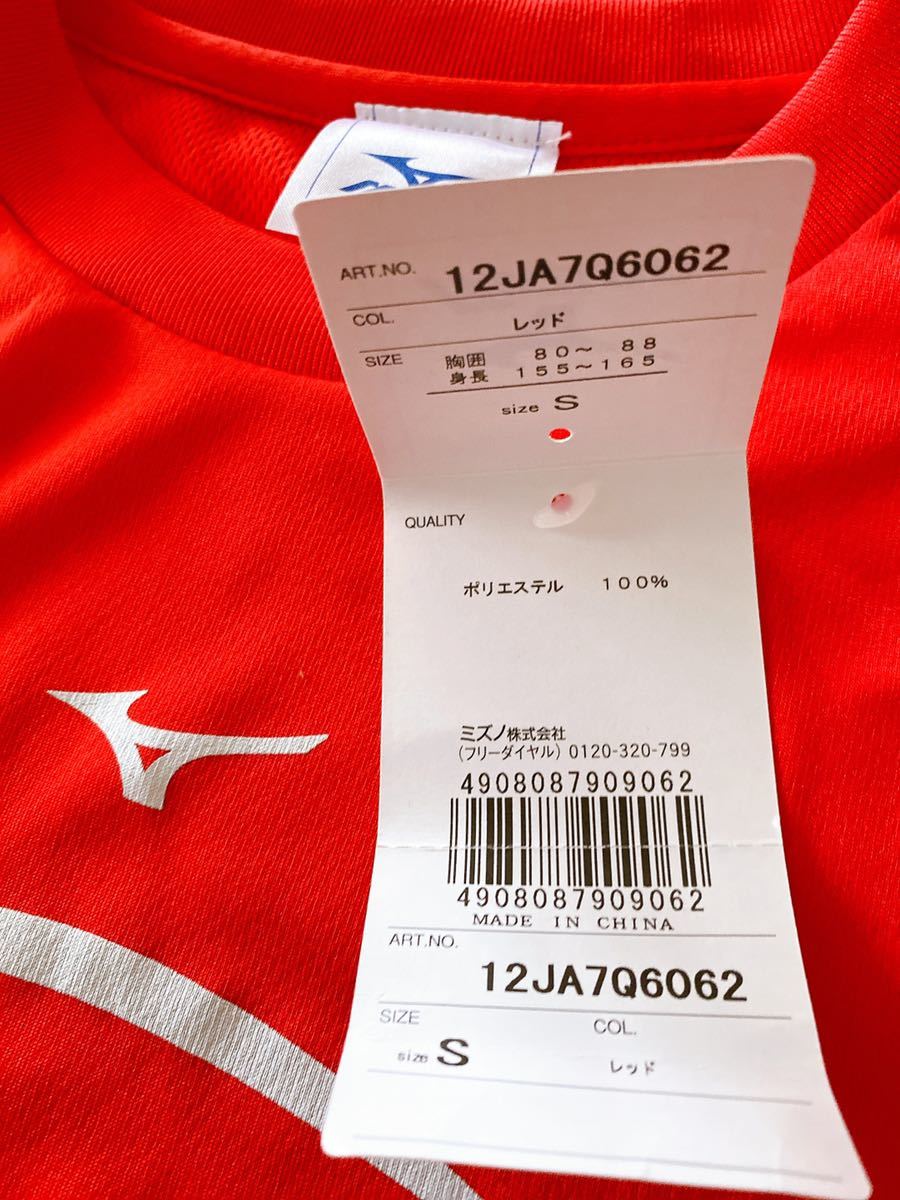 ART.NO. 12JA7Q6062
COL. レッド
SIZE 胸囲 80〜 88
身長 155〜165
size S
QUALITY
ポリエステル 100%
ミズノ株式会社
(フリーダイヤル) 0120-320-799
4908087909062
4908087909062
MADE IN CHINA
ART.NO.
12JA7Q6062
SIZE COL.
size S レッド